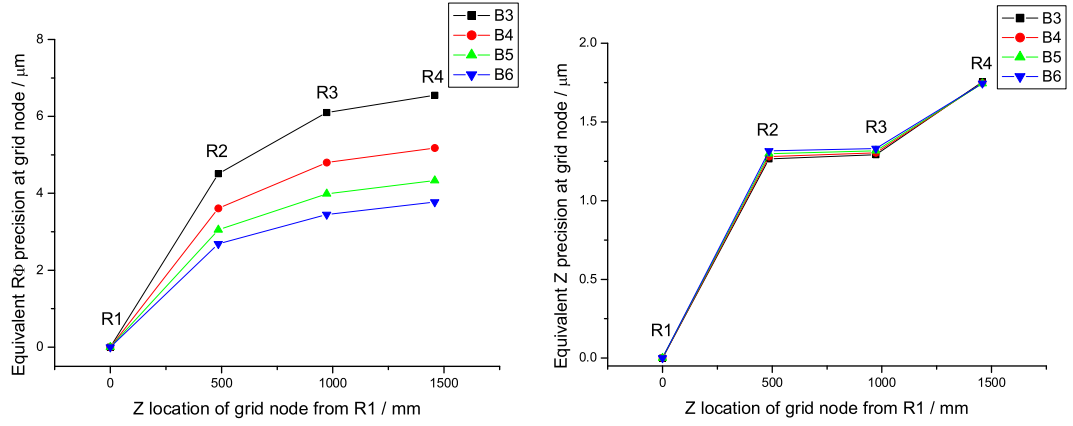 B3
B4
B5
B6
8
6
4
2
0
R1
R2
R3
R4
0
500
1000
1500
Equivalent RΦ precision at grid node / μm
Z location of grid node from R1 / mm
B3
B4
B5
B6
2.0
1.5
1.0
0.5
0.0
R1
R2
R3
R4
0
500
1000
1500
Equivalent Z precision at grid node / μm
Z location of grid node from R1 / mm